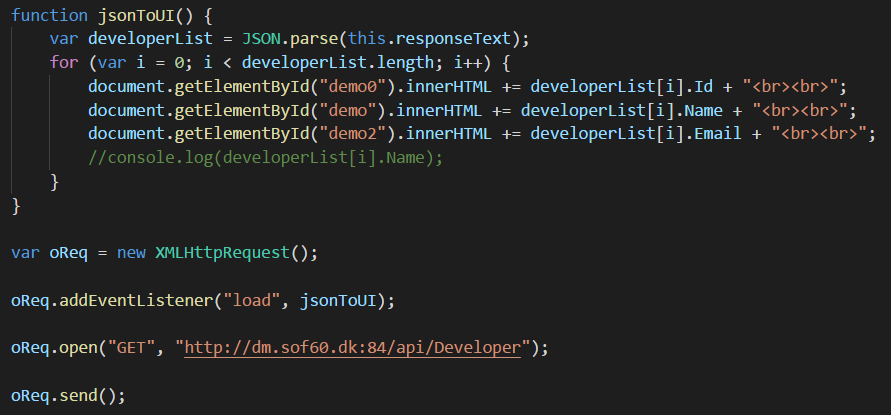 function jsonToUI() {
    var developerList = JSON.parse(this.responseText);
    for (var i = 0; i < developerList.length; i++) {
        document.getElementById("demo0").innerHTML += developerList[i].Id + "<br><br>";
        document.getElementById("demo").innerHTML += developerList[i].Name + "<br><br>";
        document.getElementById("demo2").innerHTML += developerList[i].Email + "<br><br>";
        //console.log(developerList[i].Name);
    }
}
var oReq = new XMLHttpRequest();
oReq.addEventListener("load", jsonToUI);
oReq.open("GET", "http://dm.sof60.dk:84/api/Developer");
oReq.send();